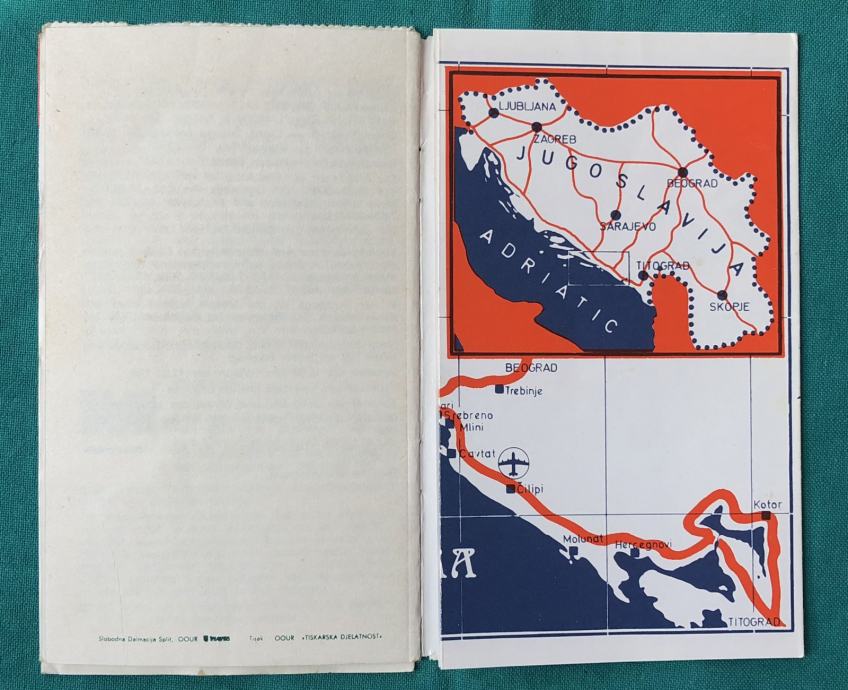 Slobodna Dalmacija Split, OOUR
Tisak OOUR »TISKARSKA DJELATNOST«
LJUBLJANA
ZAGREB
JUGOSLAVIJA
BEOGRAD
SARAJEVO
ADRIATIC
TITOGRAD
SKOPJE
BEOGRAD
Trebinje
ari
Srebreno
Mlini
Cavtat
Čilipi
Kotor
Molunat
Hercegnovi
A
TITOGRAD